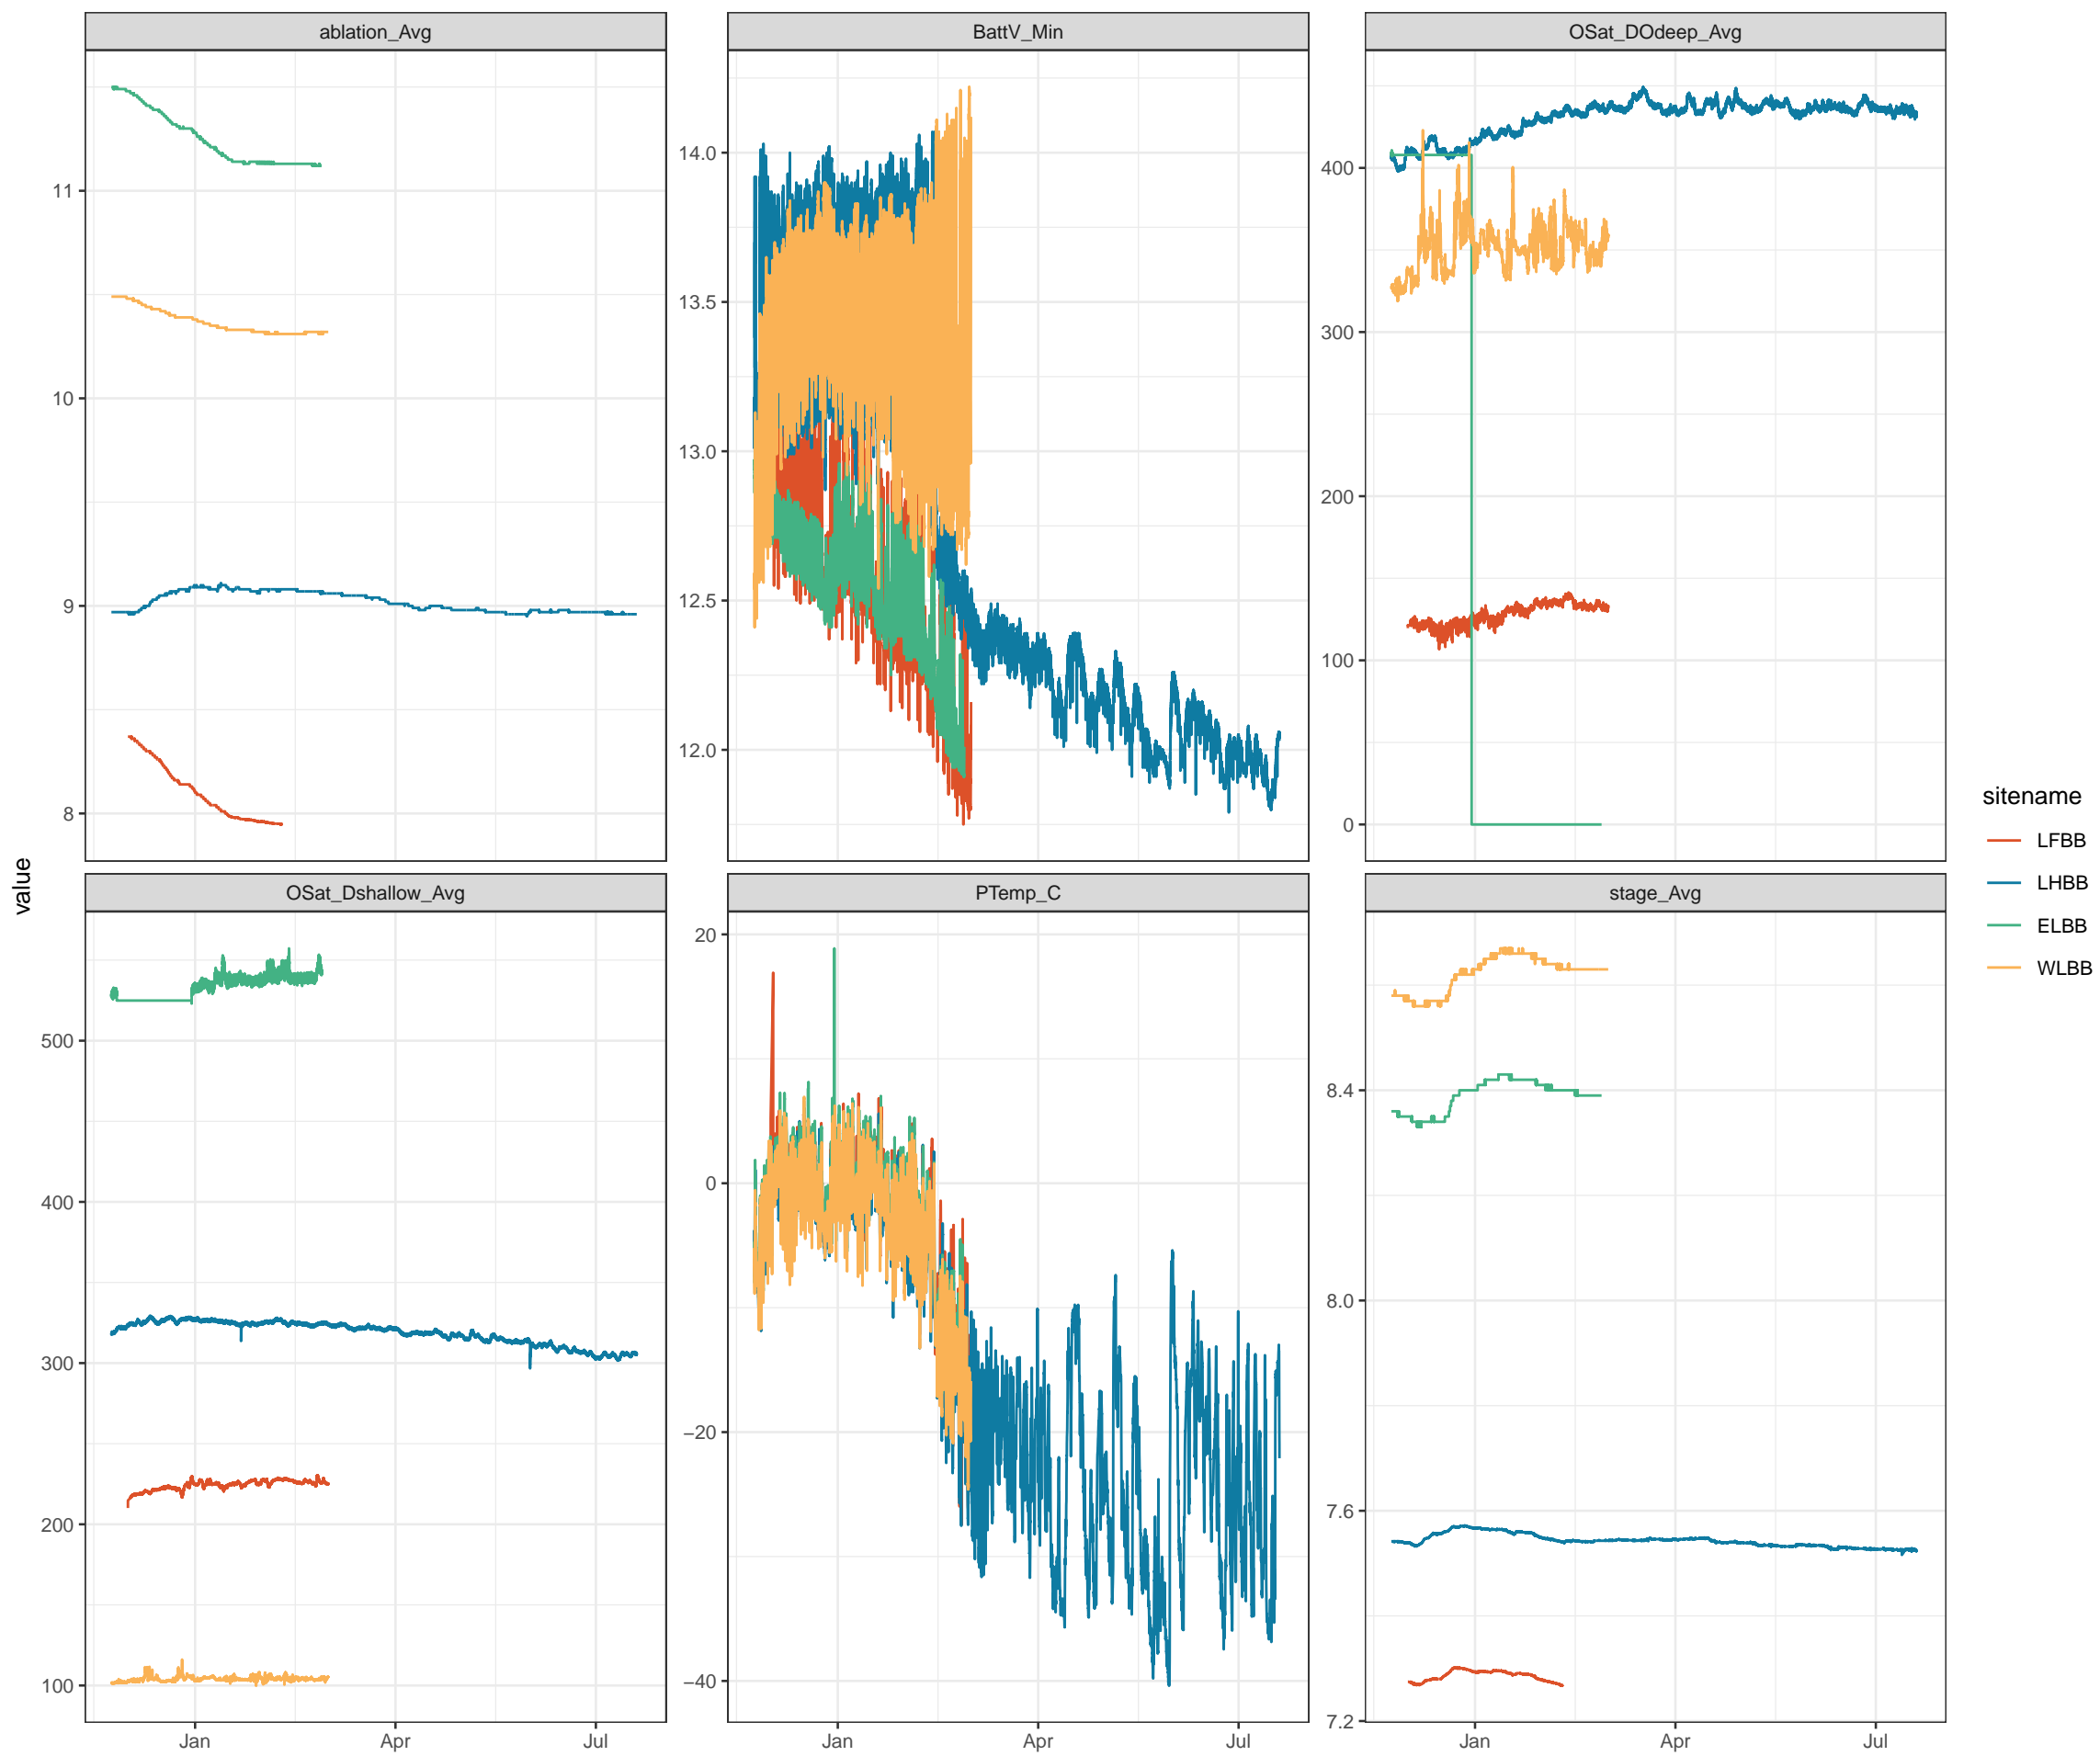 ablation_Avg
BattV_Min
OSat_DOdeep_Avg
11
10
9
8
14.0
13.5
13.0
12.5
12.0
400
300
200
100
0
value
OSat_Dshallow_Avg
PTemp_C
stage_Avg
500
400
300
200
100
20
0
−20
−40
8.4
8.0
7.6
7.2
Jan Apr Jul
Jan Apr Jul
Jan Apr Jul
sitename
LFBB
LHBB
ELBB
WLBB